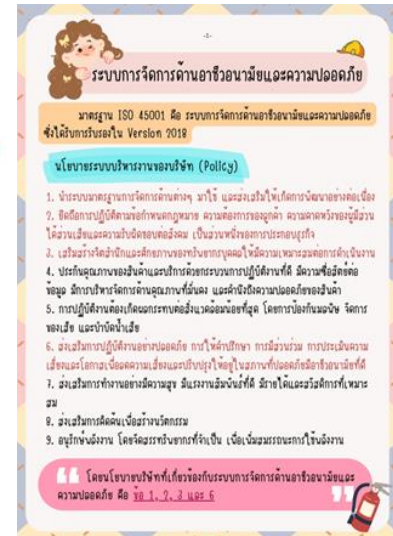 -1-
ระบบการจัดการด้านอาชีวอนามัยและความปลอดภัย
มาตรฐาน ISO 45001 คือ ระบบการจัดการด้านอาชีวอนามัยและความปลอดภัย
ซึ่งได้รับการรับรองใน Version 2018
นโยบายระบบบริหารงานของบริษัท (Policy)
1. นำระบบมาตรฐานการจัดการด้านต่างๆ มาใช้ และส่งเสริมให้เกิดการพัฒนาอย่างต่อเนื่อง
2. ยึดถือการปฏิบัติตามข้อกำหนดกฎหมาย ความต้องการของลูกค้า ความคาดหวังของผู้มีส่วน
ได้ส่วนเสียและความรับผิดชอบต่อสังคม เป็นส่วนหนึ่งของการประกอบธุรกิจ
3. เสริมสร้างจิตสำนึกและศักยภาพของทรัพยากรบุคคลให้มีความเหมาะสมต่อการดำเนินงาน
4. ประกันคุณภาพของสินค้าและบริการด้วยกระบวนการปฏิบัติงานที่ดี มีความซื่อสัตย์ต่อ
ข้อมูล มีการบริหารจัดการด้านคุณภาพที่มั่นคง และคำนึงถึงความปลอดภัยของสินค้า
5. การปฏิบัติงานต้องเกิดผลกระทบต่อสิ่งแวดล้อมน้อยที่สุด โดยการป้องกันมลพิษ จัดการ
ของเสีย และบำบัดน้ำเสีย
6. ส่งเสริมการปฏิบัติงานอย่างปลอดภัย การให้คำปรึกษา การมีส่วนร่วม การประเมินความ
เสี่ยงและโอกาสเพื่อลดความเสี่ยงและปรับปรุงให้อยู่ในสภาพที่ปลอดภัยมีอาชีวอนามัยที่ดี
7. ส่งเสริมการทำงานอย่างมีความสุข มีแรงงานสัมพันธ์ที่ดี มีรายได้และสวัสดิการที่เหมาะ
สม
8. ส่งเสริมการคิดค้นเพื่อสร้างนวัตกรรม
9. อนุรักษ์พลังงาน โดยจัดสรรทรัพยากรที่จำเป็น เพื่อเพิ่มสมรรถนะการใช้พลังงาน
โดยนโยบายบริษัทที่เกี่ยวข้องกับระบบการจัดการด้านอาชีวอนามัยและ
ความปลอดภัย คือ ข้อ 1, 2, 3 และ 6